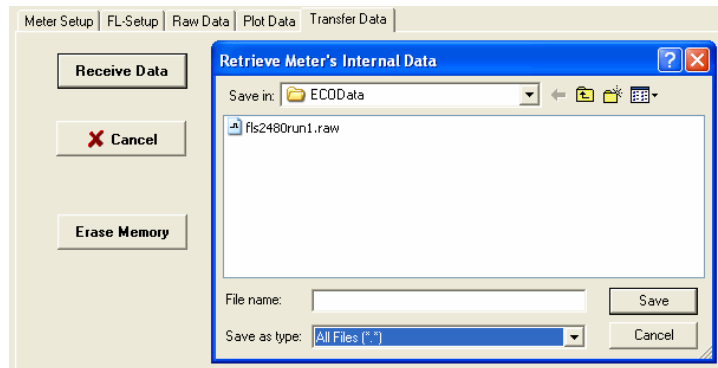 Meter Setup FL-Setup Raw Data Plot Data Transfer Data
Receive Data
Cancel
Erase Memory
Retrieve Meter's Internal Data
Save in: ECOData
fls2480run1.raw
File name:
Save
Save as type: All Files (*.*)
Cancel